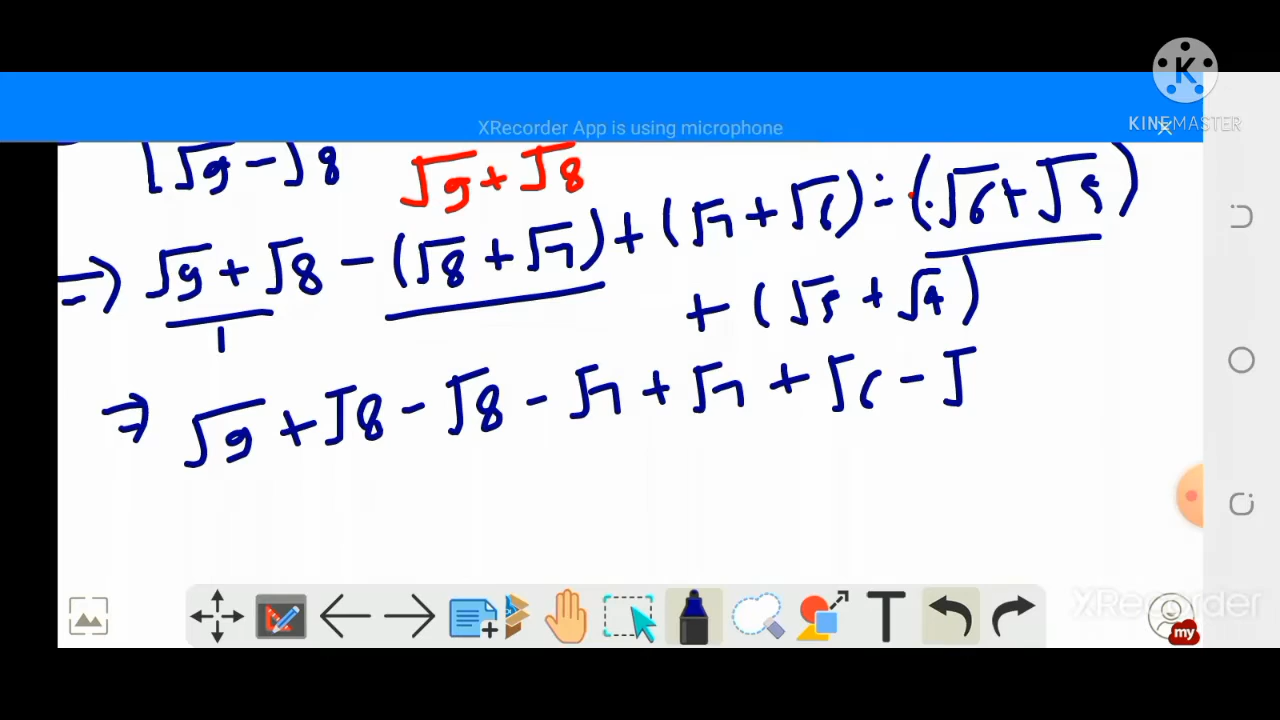 K
KINEMASTER
XRecorder App is using microphone
[√9 - √8 √9 + √8
=> √9 + √8 - (√8 + √7) + (√7 + √6) - (√6 + √5)
1
+ (√5 + √4)
=> √9 + √8 - √8 - √7 + √7 + √6 - √
T
XRecorder
my